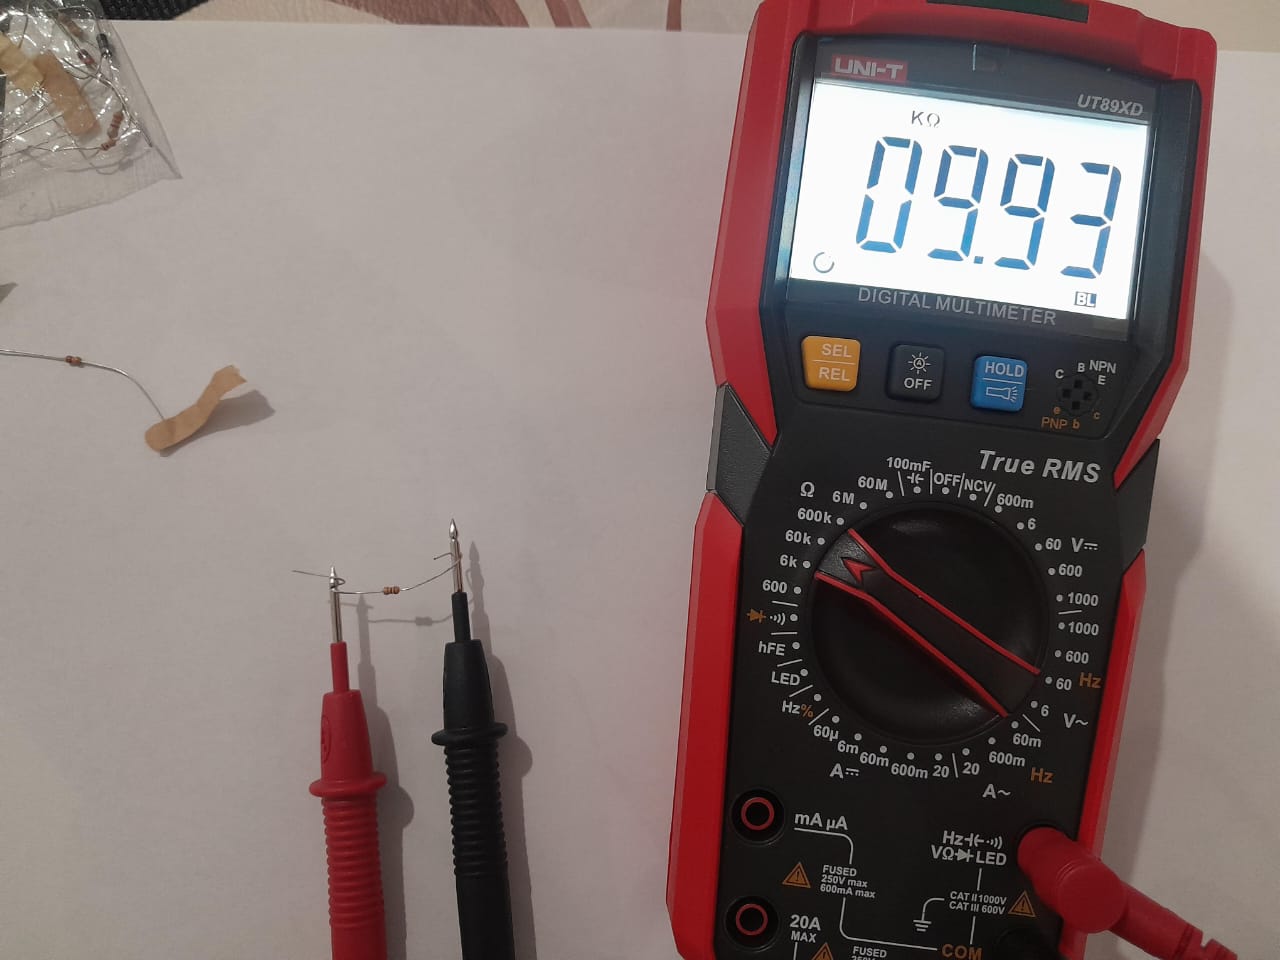 UNI-T
UT89XD
KΩ
09.93
BL
DIGITAL MULTIMETER
SEL
REL
OFF
HOLD
B NPN
C E
e c
PNP b
True RMS
Ω
6M
60M
100mF
OFF
NCV
600m
600k
6
60k
60 V
6k
600
600
1000
1000
hFE
600
LED
60 Hz
Hz%
6 V~
60µ
6m
60m
600m
20
20
600m
60m
A
A~
Hz
mA µA
Hz
VΩ LED
FUSED
250V max
600mA max
CAT II 1000V
CAT III 600V
20A
MAX
FUSED
COM